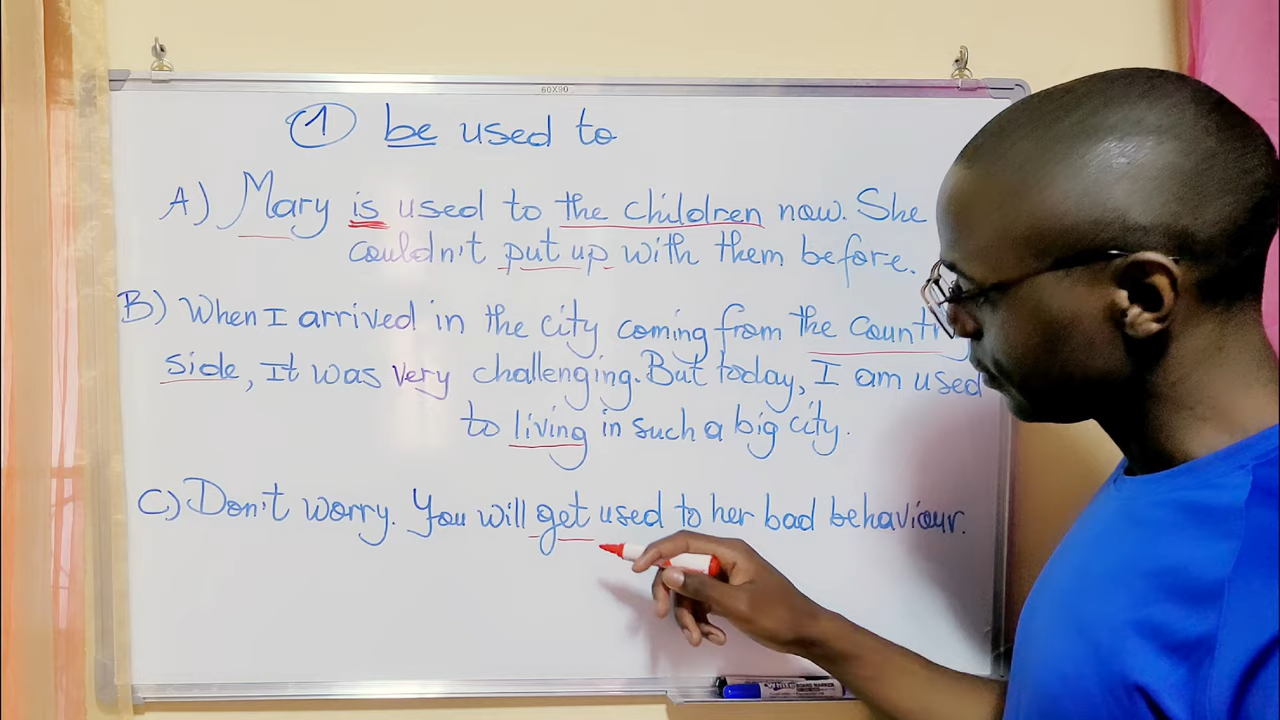 60X90
1 be used to
A) Mary is used to the children now. She
couldn't put up with them before.
B) When I arrived in the city coming from the country
side, It was very challenging. But today, I am used
to living in such a big city.
C) Don't worry. You will get used to her bad behaviour.
BOARD MARKER